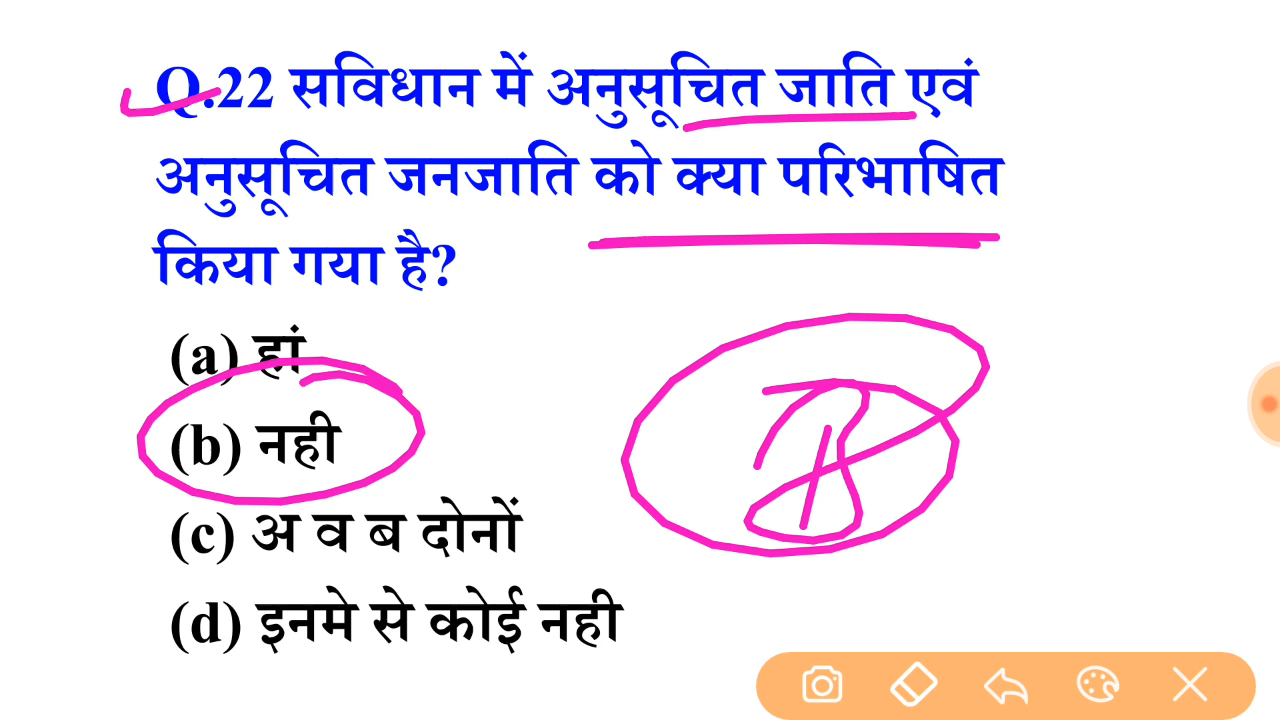 Q.22 सविधान में अनुसूचित जाति एवं
अनुसूचित जनजाति को क्या परिभाषित
किया गया है?
(a) हां
(b) नही
B
(c) अ व ब दोनों
(d) इनमे से कोई नही